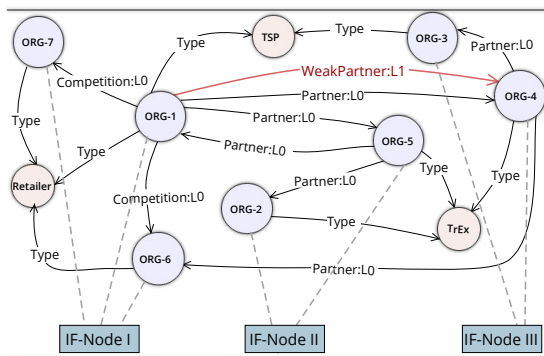 ORG-7
TSP
ORG-3
Type
Type
Partner:L0
Competition:L0
WeakPartner:L1
Partner:L0
ORG-4
Type
ORG-1
Partner:L0
Type
Partner:L0
ORG-5
Type
Type
Retailer
Competition:L0
Partner:L0
ORG-2
Type
TrEx
Type
ORG-6
Partner:L0
IF-Node I
IF-Node II
IF-Node III